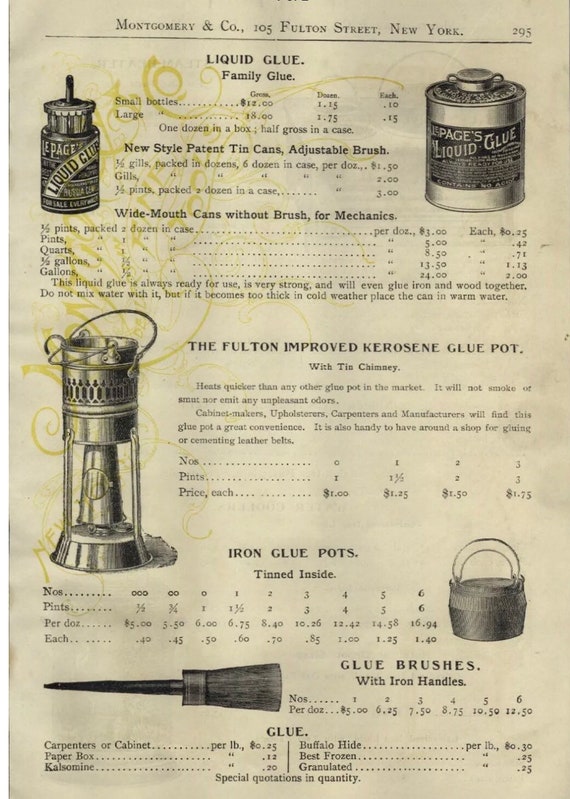 MONTGOMERY & CO., 105 FULTON STREET, NEW YORK. 295
LIQUID GLUE.
Family Glue.
Gross. Dozen. Each.
Small bottles........... $12.00 1.15 .10
Large " ........... 18.00 1.75 .15
One dozen in a box; half gross in a case.
LEPAGE'S
LIQUID GLUE
FOR SALE EVERYWHERE
LEPAGE'S
LIQUID GLUE
CONTAINS NO ACID
New Style Patent Tin Cans, Adjustable Brush.
½ gills, packed in dozens, 6 dozen in case, per doz.,. $1.50
Gills, " " " " " 2.00
½ pints, packed 2 dozen in a case,....... " 3.00
Wide-Mouth Cans without Brush, for Mechanics.
½ pints, packed 2 dozen in case..........................per doz., $3.00 Each, $0.25
Pints, " 1 " " .......................... " 5.00 " .42
Quarts, " 1 " " .......................... " 8.50 " .71
½ gallons, " ½ " " .......................... " 13.50 " 1.13
Gallons, " " " .......................... " 24.00 " 2.00
This liquid glue is always ready for use, is very strong, and will glue iron and wood together.
Do not mix water with it, but if it becomes too thick in cold weather place the can in warm water.
THE FULTON IMPROVED KEROSENE GLUE POT.
With Tin Chimney.
Heats quicker than any other glue pot in the market. It will not smoke or
smut nor emit any unpleasant odors.
Cabinet-makers, Upholsterers, Carpenters and Manufacturers will find this
glue pot a great convenience. It is also handy to have around a shop for gluing
or cementing leather belts.
Nos .................... 0 1 2 3
Pints.................... 1 1½ 2 3
Price, each.... ..... .... $1.00 $1.25 $1.50 $1.75
IRON GLUE POTS.
Tinned Inside.
Nos......... 000 00 0 1 2 3 4 5 6
Pints........ ½ ¾ 1 1½ 2 3 4 5 6
Per doz...... $5.00 5.50 6.00 6.75 8.40 10.26 12.42 14.58 16.94
Each.. ...... .40 .45 .50 .60 .70 .85 1.00 1.25 1.40
GLUE BRUSHES.
With Iron Handles.
Nos...... 1 2 3 4 5 6
Per doz...$5.00 6.25 7.50 8.75 10.50 12.50
GLUE.
Carpenters or Cabinet..........per lb., $0.25
Paper Box..................... " .12
Kalsomine..................... " .20
Buffalo Hide..................per lb., $0.30
Best Frozen................... " .25
Granulated ................... " .25
Special quotations in quantity.